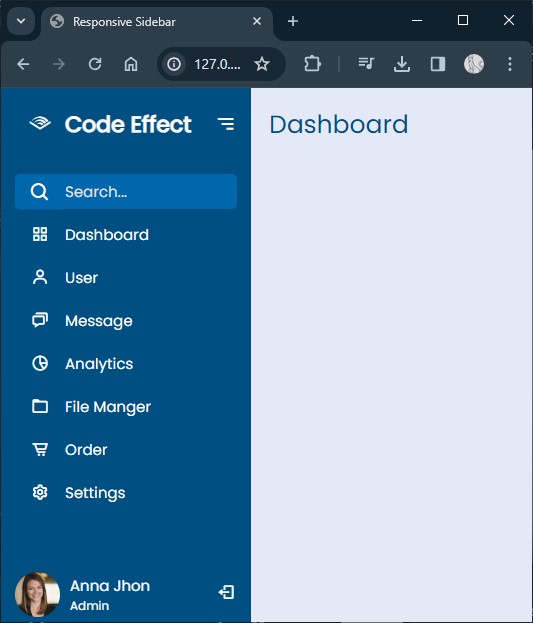 Responsive Sidebar
127.0....
Code Effect
Dashboard
Search...
Dashboard
User
Message
Analytics
File Manger
Order
Settings
Anna Jhon
Admin